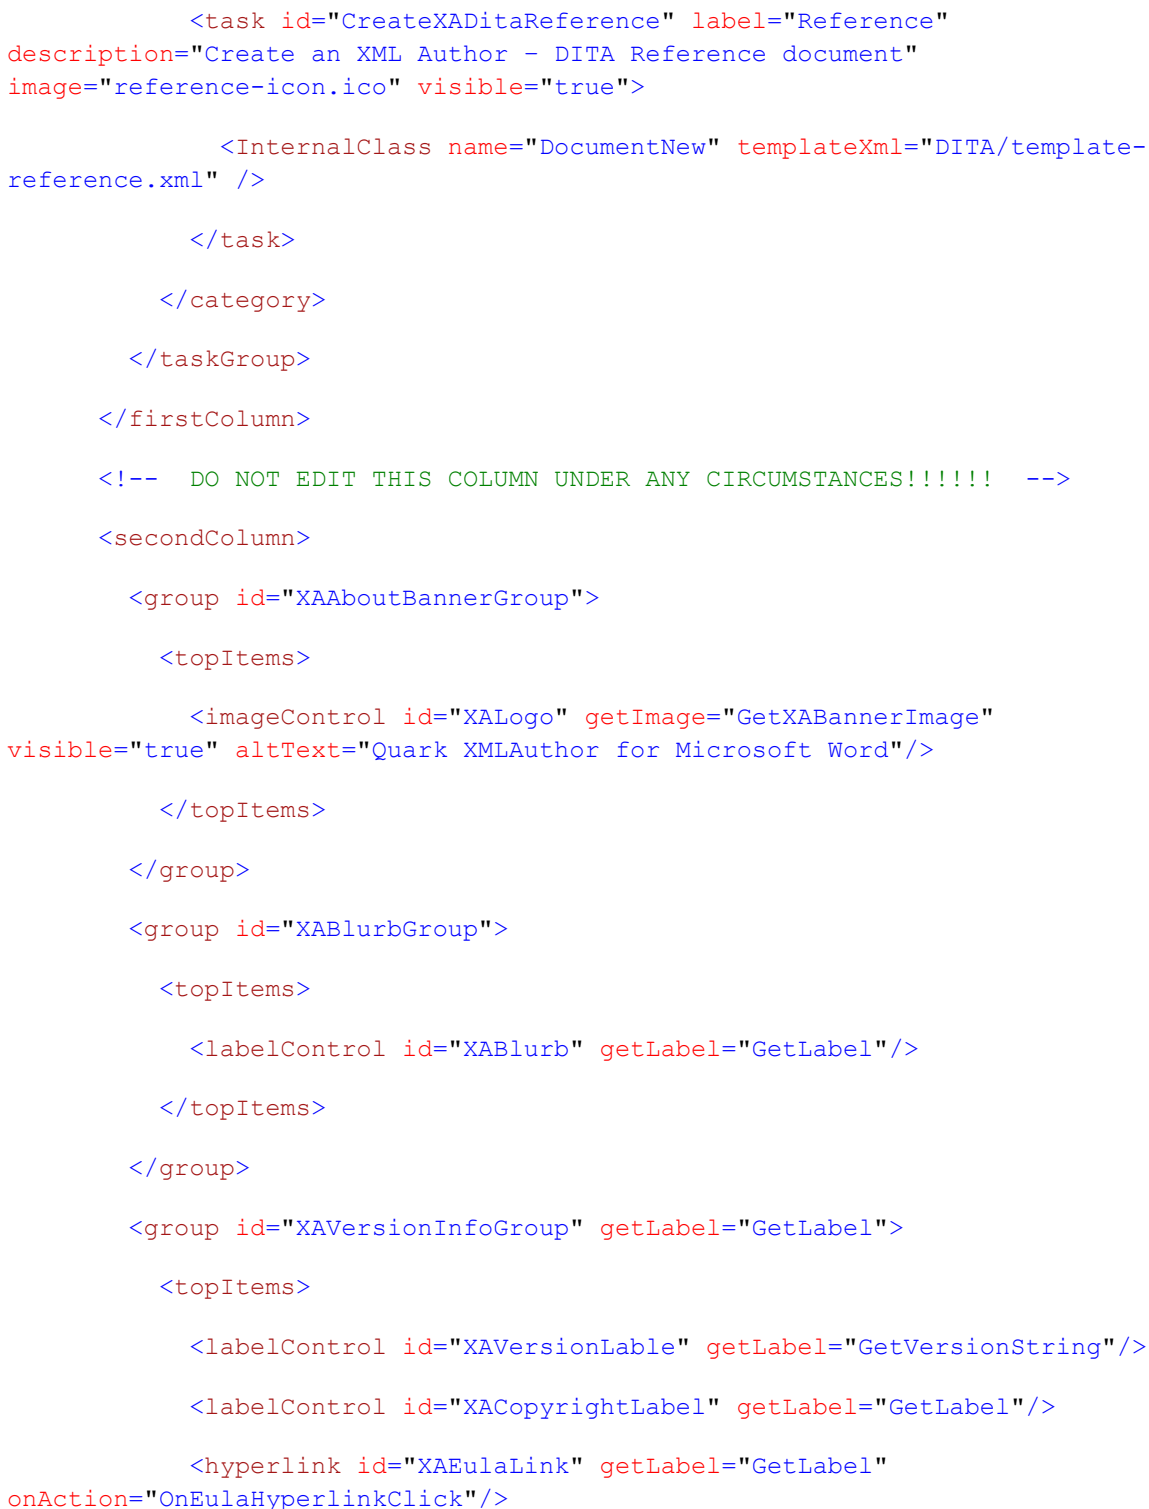 <task id="CreateXADitaReference" label="Reference"
description="Create an XML Author – DITA Reference document"
image="reference-icon.ico" visible="true">
<InternalClass name="DocumentNew" templateXml="DITA/template-
reference.xml" />
</task>
</category>
</taskGroup>
</firstColumn>
<!--  DO NOT EDIT THIS COLUMN UNDER ANY CIRCUMSTANCES!!!!!!  -->
<secondColumn>
<group id="XAAboutBannerGroup">
<topItems>
<imageControl id="XALogo" getImage="GetXABannerImage"
visible="true" altText="Quark XMLAuthor for Microsoft Word"/>
</topItems>
</group>
<group id="XABlurbGroup">
<topItems>
<labelControl id="XABlurb" getLabel="GetLabel"/>
</topItems>
</group>
<group id="XAVersionInfoGroup" getLabel="GetLabel">
<topItems>
<labelControl id="XAVersionLable" getLabel="GetVersionString"/>
<labelControl id="XACopyrightLabel" getLabel="GetLabel"/>
<hyperlink id="XAEulaLink" getLabel="GetLabel"
onAction="OnEulaHyperlinkClick"/>